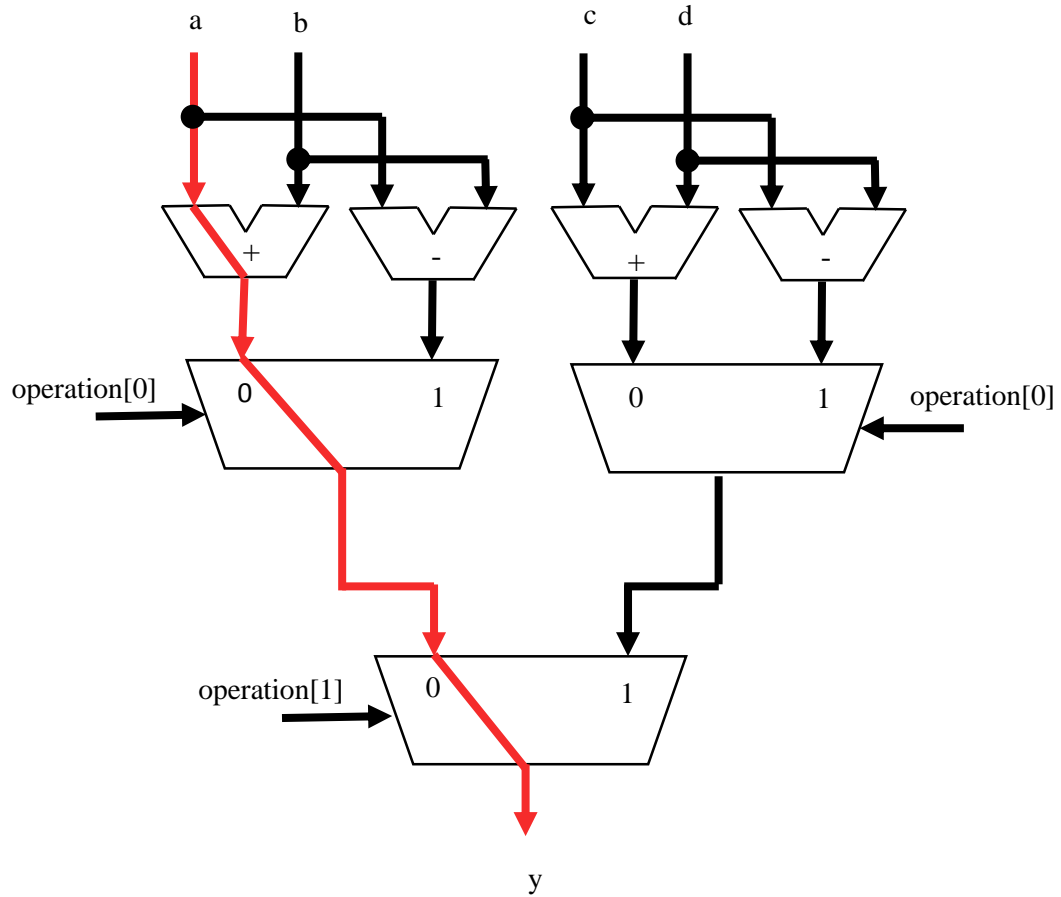 a b c d
+ - + -
0 1 0 1
operation[0] operation[0]
0 1
operation[1]
y